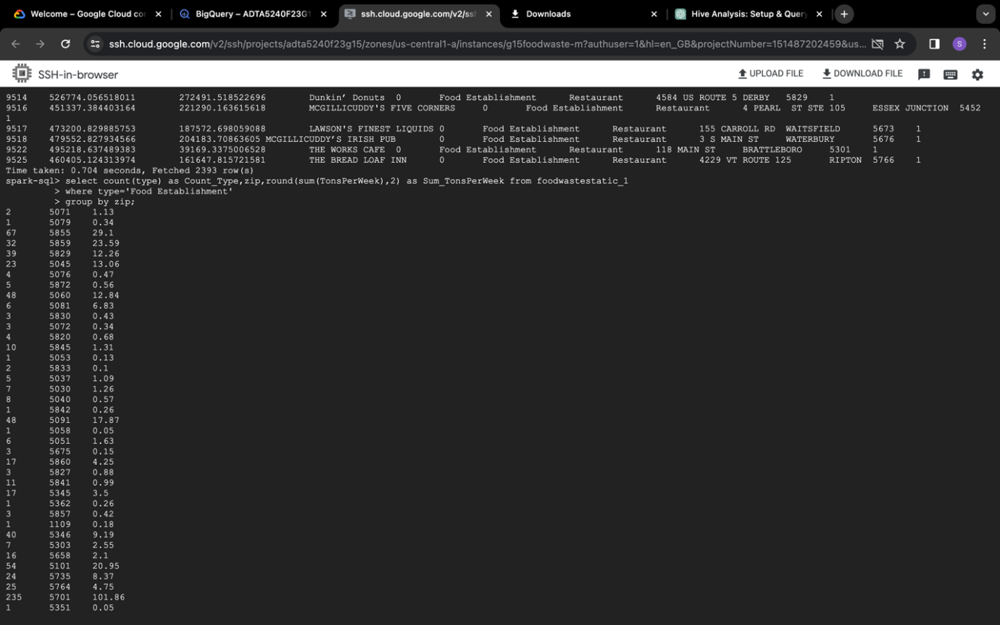 Welcome – Google Cloud co
BigQuery – ADTA5240F23G1
ssh.cloud.google.com/v2/ssh
Downloads
Hive Analysis: Setup & Query
ssh.cloud.google.com/v2/ssh/projects/adta5240f23g15/zones/us-central1-a/instances/g15foodwaste-m?authuser=1&hl=en_GB&projectNumber=151487202459&us...
S
SSH-in-browser
UPLOAD FILE
DOWNLOAD FILE
9514 526774.056518011 272491.518522696 Dunkin’ Donuts 0 Food Establishment Restaurant 4584 US ROUTE 5 DERBY 5829 1
9516 451337.384403164 221290.163615618 MCGILLICUDDY'S FIVE CORNERS 0 Food Establishment Restaurant 4 PEARL ST STE 105 ESSEX JUNCTION 5452
1
9517 473200.829885753 187572.698059088 LAWSON'S FINEST LIQUIDS 0 Food Establishment Restaurant 155 CARROLL RD WAITSFIELD 5673 1
9518 479552.827934566 204183.70863605 MCGILLICUDDY’S IRISH PUB 0 Food Establishment Restaurant 3 S MAIN ST WATERBURY 5676 1
9522 495218.637489383 39169.3375006528 THE WORKS CAFE 0 Food Establishment Restaurant 118 MAIN ST BRATTLEBORO 5301 1
9525 460405.124313974 161647.815721581 THE BREAD LOAF INN 0 Food Establishment Restaurant 4229 VT ROUTE 125 RIPTON 5766 1
Time taken: 0.704 seconds, Fetched 2393 row(s)
spark-sql> select count(type) as Count_Type,zip,round(sum(TonsPerWeek),2) as Sum_TonsPerWeek from foodwastestatic_1
> where type='Food Establishment'
> group by zip;
2 5071 1.13
1 5079 0.34
67 5855 29.1
32 5859 23.59
39 5829 12.26
23 5045 13.06
4 5076 0.47
5 5872 0.56
48 5060 12.84
6 5081 6.83
3 5830 0.43
3 5072 0.34
4 5820 0.68
10 5845 1.31
1 5053 0.13
2 5833 0.1
5 5037 1.09
7 5030 1.26
8 5040 0.57
1 5842 0.26
48 5091 17.87
1 5058 0.05
6 5051 1.63
3 5675 0.15
17 5860 4.25
3 5827 0.88
11 5841 0.99
17 5345 3.5
1 5362 0.26
3 5857 0.42
1 1109 0.18
40 5346 9.19
7 5303 2.55
16 5658 2.1
54 5101 20.95
24 5735 8.37
25 5764 4.75
235 5701 101.86
1 5351 0.05